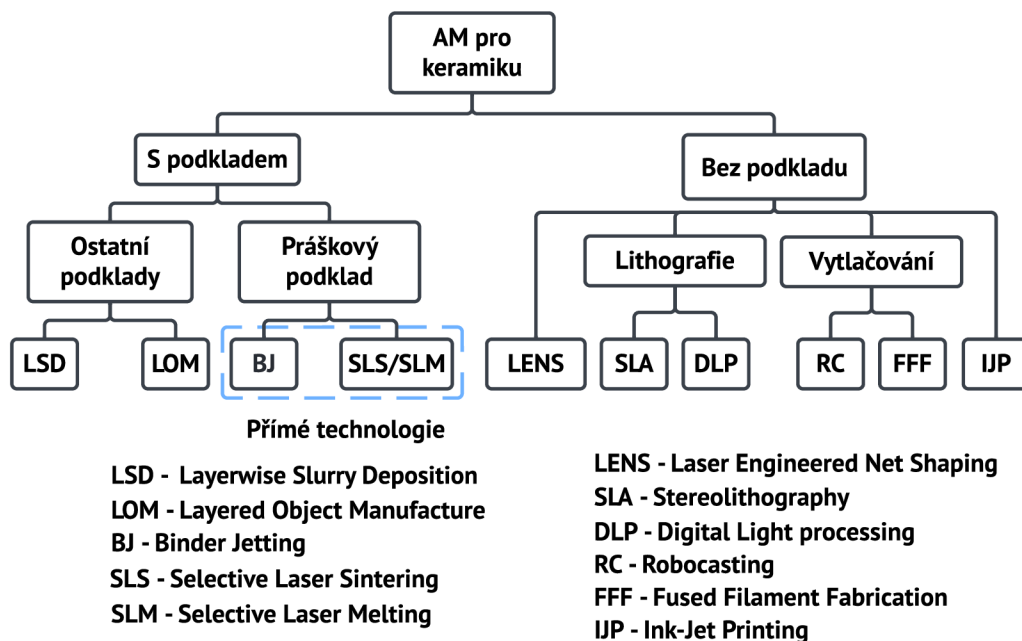 AM pro
keramiku
S podkladem
Bez podkladu
Ostatní
podklady
Práškový
podklad
Lithografie
Vytlačování
LSD
LOM
BJ
SLS/SLM
LENS
SLA
DLP
RC
FFF
IJP
Přímé technologie
LSD - Layerwise Slurry Deposition
LOM - Layered Object Manufacture
BJ - Binder Jetting
SLS - Selective Laser Sintering
SLM - Selective Laser Melting
LENS - Laser Engineered Net Shaping
SLA - Stereolithography
DLP - Digital Light processing
RC - Robocasting
FFF - Fused Filament Fabrication
IJP - Ink-Jet Printing